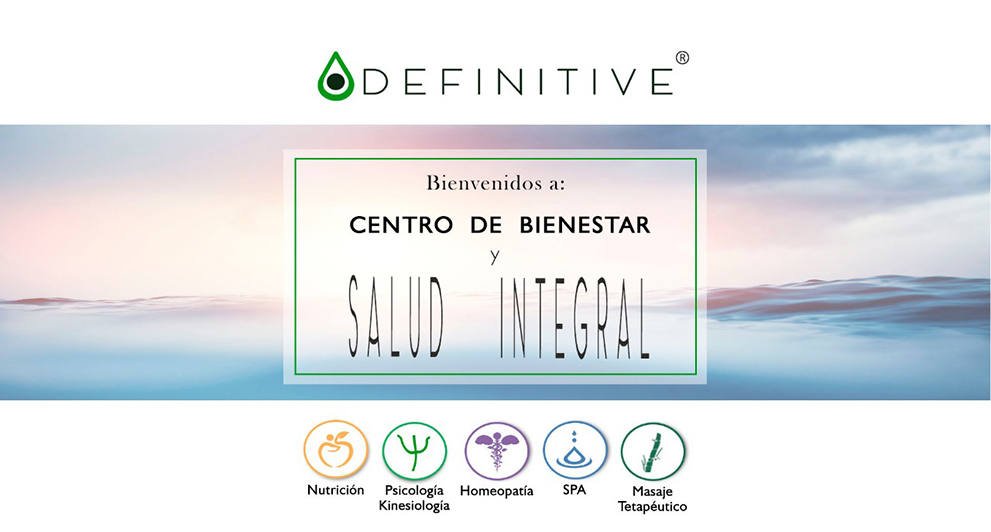 DEFINITIVE®
Bienvenidos a:
CENTRO DE BIENESTAR
y
SALUD INTEGRAL
Nutrición
Psicología
Kinesiología
Homeopatía
SPA
Masaje
Tetapéutico